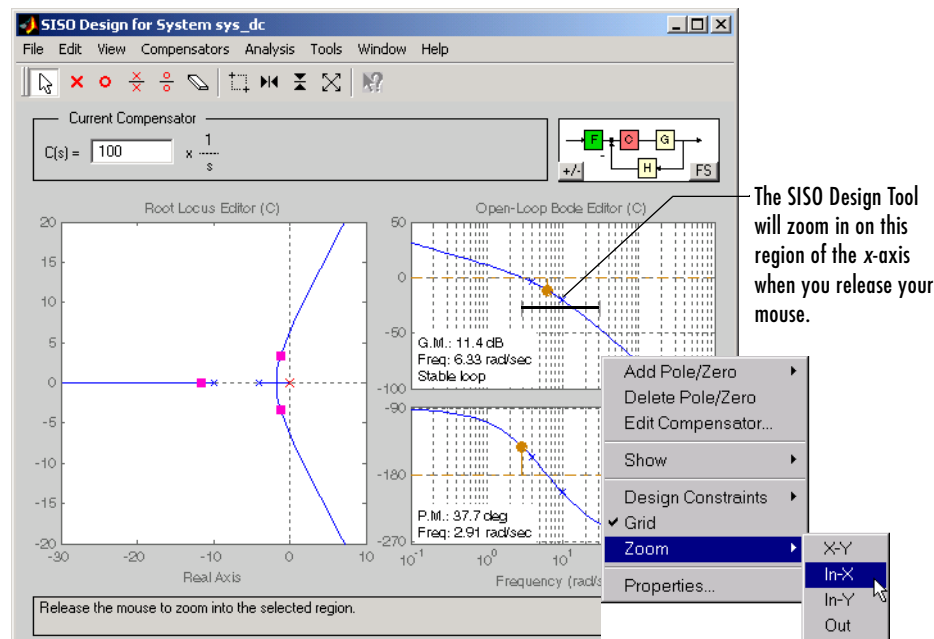 SISO Design for System sys_dc
File Edit View Compensators Analysis Tools Window Help
Current Compensator
C(s) = 100 x 1
s
F C G
-
H
+/- FS
Root Locus Editor (C)
20
15
10
5
0
-5
-10
-15
-20
-30 -20 -10 0 10
Real Axis
Open-Loop Bode Editor (C)
50
0
-50
-100
G.M.: 11.4 dB
Freq: 6.33 rad/sec
Stable loop
-90
-180
-270
P.M.: 37.7 deg
Freq: 2.91 rad/sec
10-1 100 101
Frequency (rad/s
The SISO Design Tool
will zoom in on this
region of the x-axis
when you release your
mouse.
Add Pole/Zero
Delete Pole/Zero
Edit Compensator...
Show
Design Constraints
Grid
Zoom
Properties...
X-Y
In-X
In-Y
Out
Release the mouse to zoom into the selected region.